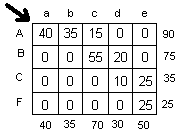 a b c d e
A 40 35 15 0 0 90
B 0 0 55 20 0 75
C 0 0 0 10 25 35
F 0 0 0 0 25 25
40 35 70 30 50